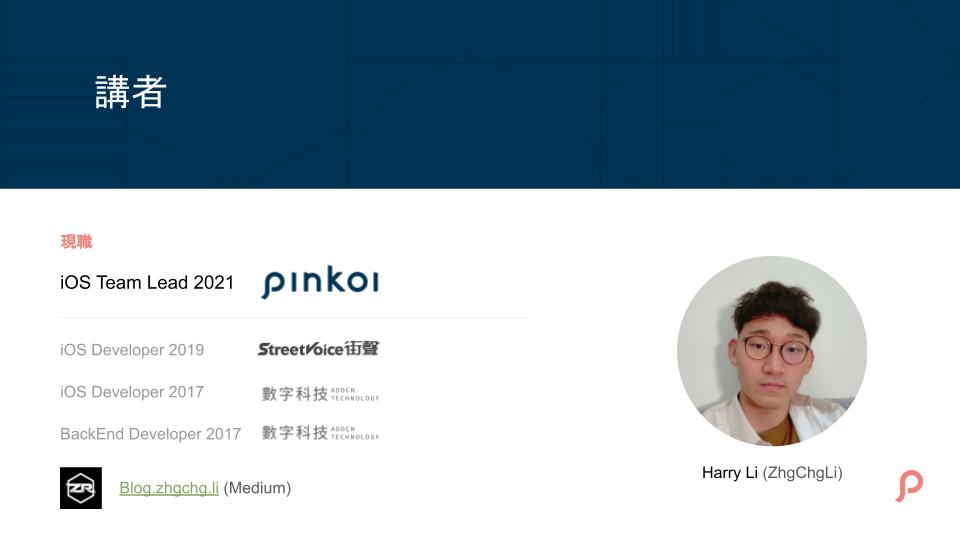 講者
現職
iOS Team Lead 2021 pinkoi
iOS Developer 2019 StreetVoice街聲
iOS Developer 2017 數字科技 ADDCN TECHNOLOGY
BackEnd Developer 2017 數字科技 ADDCN TECHNOLOGY
ZR Blog.zhgchg.li (Medium)
Harry Li (ZhgChgLi)